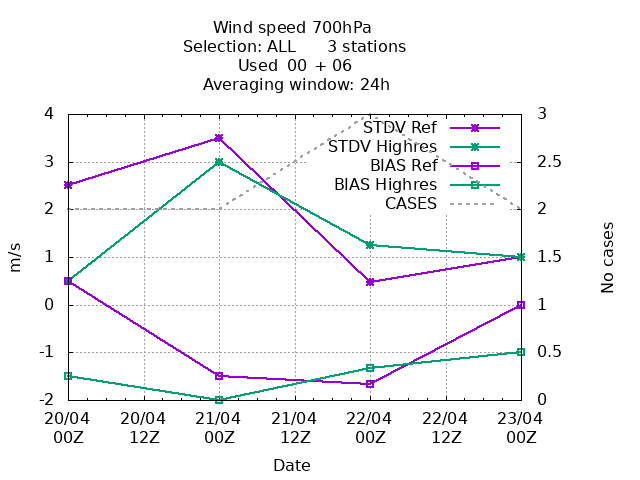 Wind speed 700hPa
Selection: ALL 3 stations
Used 00 + 06
Averaging window: 24h
4
3
2
1
0
-1
-2
m/s
3
2.5
2
1.5
1
0.5
0
No cases
STDV Ref
STDV Highres
BIAS Ref
BIAS Highres
CASES
20/04 20/04 21/04 21/04 22/04 22/04 23/04
00Z 12Z 00Z 12Z 00Z 12Z 00Z
Date